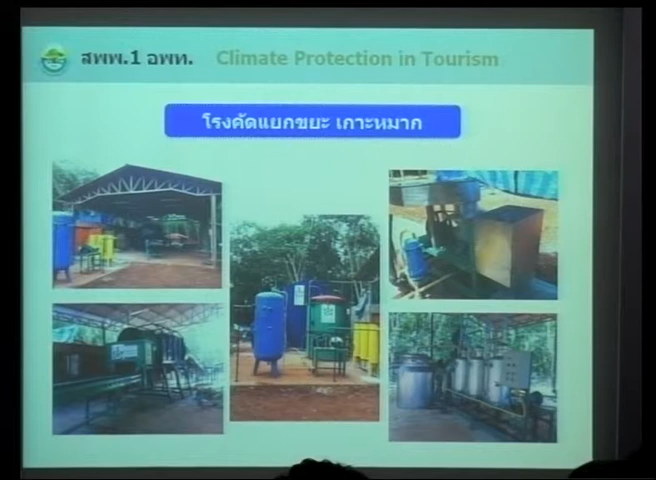 สพพ.1 อพท. Climate Protection in Tourism
โรงคัดแยกขยะ เกาะหมาก